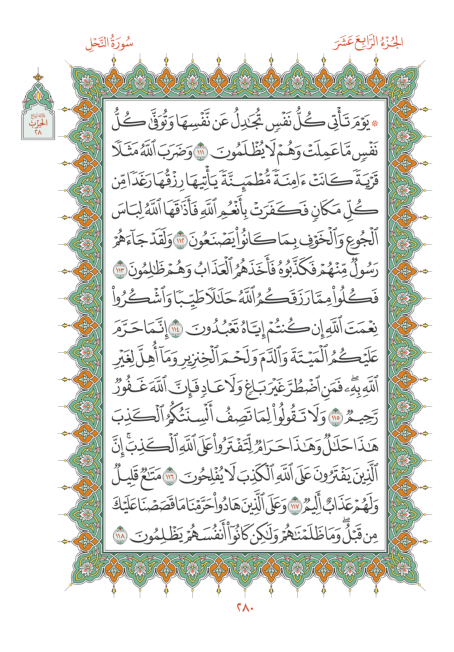 الجُزْءُ الرَّابِعَ عَشَرَ
سُورَةُ النَّحْلِ
الحِزْب
٢٨
۞ يَوْمَ تَأْتِي كُلُّ نَفْسٍ تُجَٰدِلُ عَن نَّفْسِهَا وَتُوَفَّىٰ كُلُّ
نَفْسٍ مَّا عَمِلَتْ وَهُمْ لَا يُظْلَمُونَ ١١١ وَضَرَبَ ٱللَّهُ مَثَلًا
قَرْيَةً كَانَتْ ءَامِنَةً مُّطْمَئِنَّةً يَأْتِيهَا رِزْقُهَا رَغَدًا مِّن
كُلِّ مَكَانٍ فَكَفَرَتْ بِأَنْعُمِ ٱللَّهِ فَأَذَٰقَهَا ٱللَّهُ لِبَاسَ
ٱلْجُوعِ وَٱلْخَوْفِ بِمَا كَانُوا۟ يَصْنَعُونَ ١١٢ وَلَقَدْ جَآءَهُمْ
رَسُولٌ مِّنْهُمْ فَكَذَّبُوهُ فَأَخَذَهُمُ ٱلْعَذَابُ وَهُمْ ظَٰلِمُونَ ١١٣
فَكُلُوا۟ مِمَّا رَزَقَكُمُ ٱللَّهُ حَلَٰلًا طَيِّبًا وَٱشْكُرُوا۟
نِعْمَتَ ٱللَّهِ إِن كُنتُمْ إِيَّاهُ تَعْبُدُونَ ١١٤ إِنَّمَا حَرَّمَ
عَلَيْكُمُ ٱلْمَيْتَةَ وَٱلدَّمَ وَلَحْمَ ٱلْخِنزِيرِ وَمَآ أُهِلَّ لِغَيْرِ
ٱللَّهِ بِهِۦ ۖ فَمَنِ ٱضْطُرَّ غَيْرَ بَاغٍ وَلَا عَادٍ فَإِنَّ ٱللَّهَ غَفُورٌ
رَّحِيمٌ ١١٥ وَلَا تَقُولُوا۟ لِمَا تَصِفُ أَلْسِنَتُكُمُ ٱلْكَذِبَ
هَٰذَا حَلَٰلٌ وَهَٰذَا حَرَامٌ لِّتَفْتَرُوا۟ عَلَى ٱللَّهِ ٱلْكَذِبَ ۚ إِنَّ
ٱلَّذِينَ يَفْتَرُونَ عَلَى ٱللَّهِ ٱلْكَذِبَ لَا يُفْلِحُونَ ١١٦ مَتَٰعٌ قَلِيلٌ
وَلَهُمْ عَذَابٌ أَلِيمٌ ١١٧ وَعَلَى ٱلَّذِينَ هَادُوا۟ حَرَّمْنَا مَا قَصَصْنَا عَلَيْكَ
مِن قَبْلُ ۖ وَمَا ظَلَمْنَٰهُمْ وَلَٰكِن كَانُوٓا۟ أَنفُسَهُمْ يَظْلِمُونَ ١١٨
٢٨٠